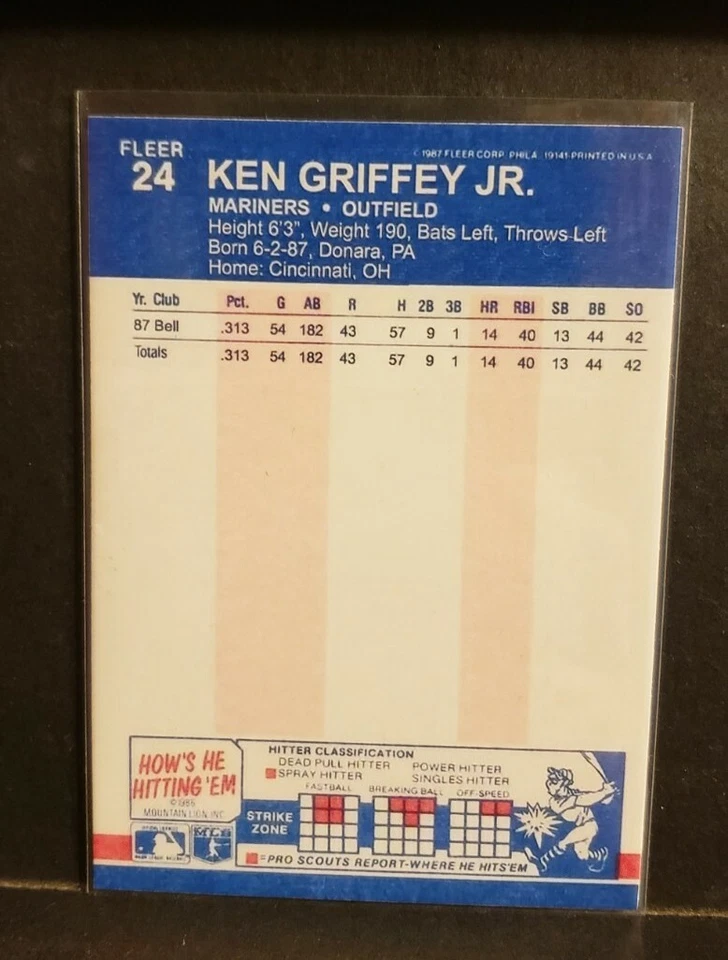 FLEER
24
© 1987 FLEER CORP. PHILA. 19141-PRINTED IN U.S.A.
KEN GRIFFEY JR.
MARINERS • OUTFIELD
Height 6'3", Weight 190, Bats Left, Throws Left
Born 6-2-87, Donara, PA
Home: Cincinnati, OH
Yr. Club Pct. G AB R H 2B 3B HR RBI SB BB SO
87 Bell .313 54 182 43 57 9 1 14 40 13 44 42
Totals .313 54 182 43 57 9 1 14 40 13 44 42
HOW'S HE
HITTING 'EM
©1986
MOUNTAIN LION INC.
HITTER CLASSIFICATION
DEAD PULL HITTER POWER HITTER
SPRAY HITTER SINGLES HITTER
FASTBALL BREAKING BALL OFF-SPEED
STRIKE
ZONE
=PRO SCOUTS REPORT-WHERE HE HITS'EM